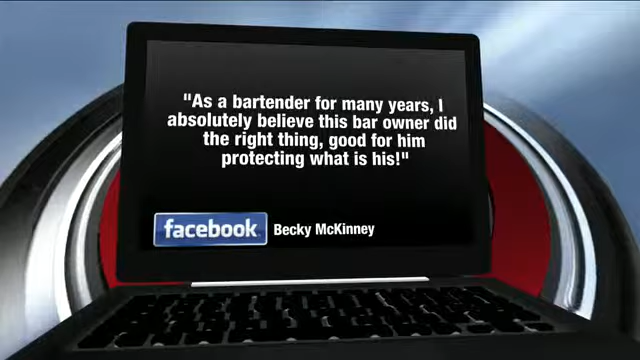 "As a bartender for many years, I
absolutely believe this bar owner did
the right thing, good for him
protecting what is his!"
facebook Becky McKinney